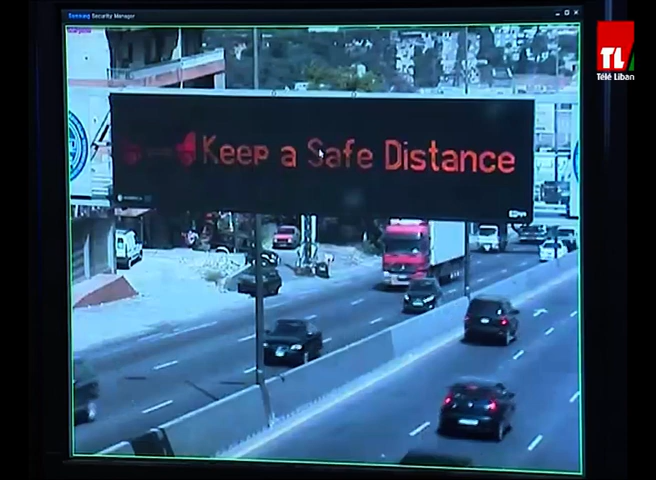 Samsung Security Manager
TL
Télé Liban
Keep a Safe Distance